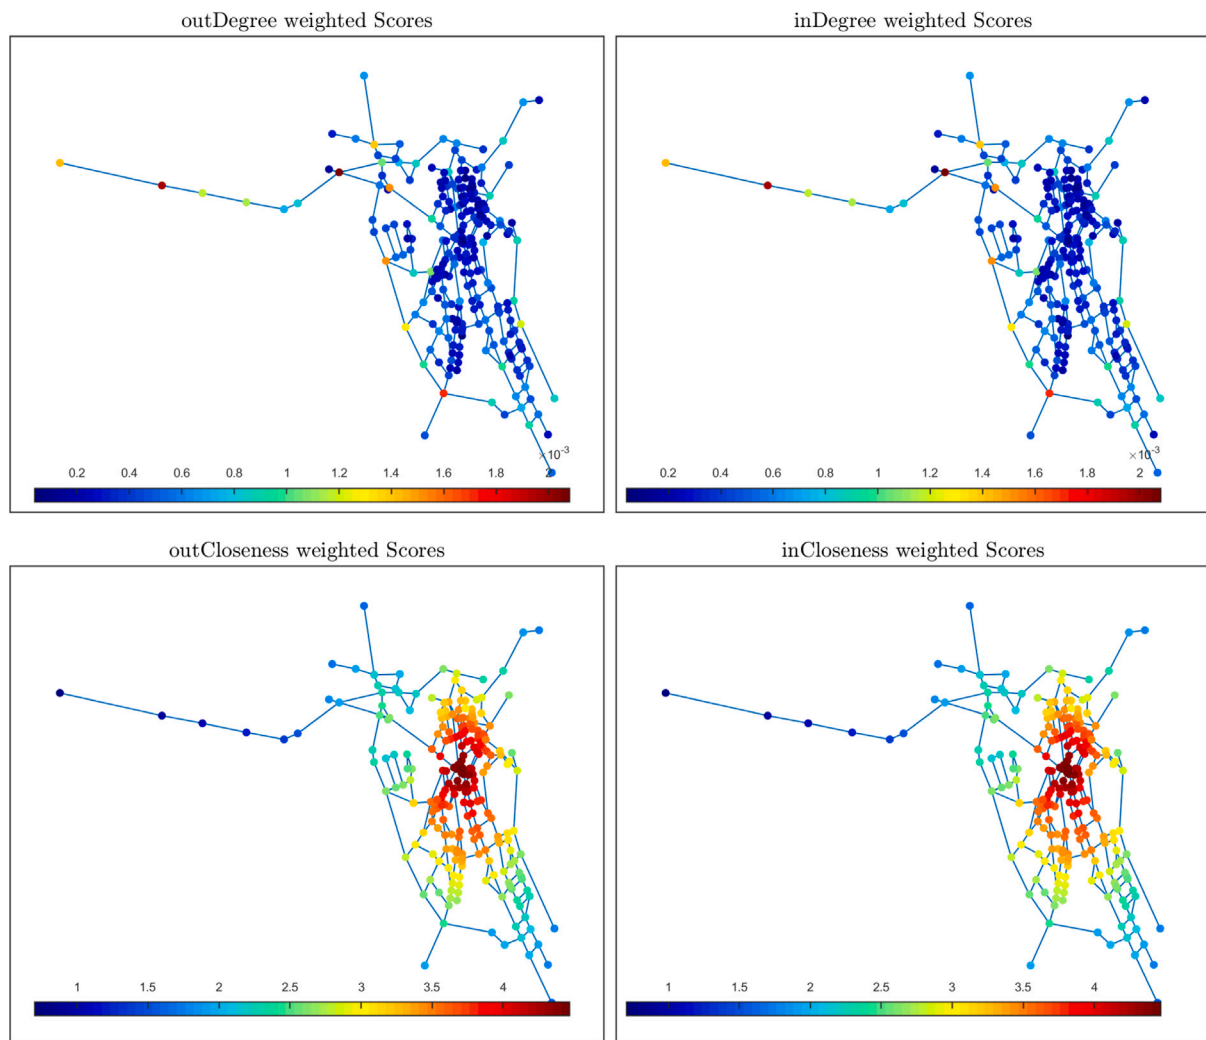 outDegree weighted Scores
inDegree weighted Scores
×10-3
0.2 0.4 0.6 0.8 1 1.2 1.4 1.6 1.8 2
×10-3
0.2 0.4 0.6 0.8 1 1.2 1.4 1.6 1.8 2
outCloseness weighted Scores
inCloseness weighted Scores
1 1.5 2 2.5 3 3.5 4
1 1.5 2 2.5 3 3.5 4